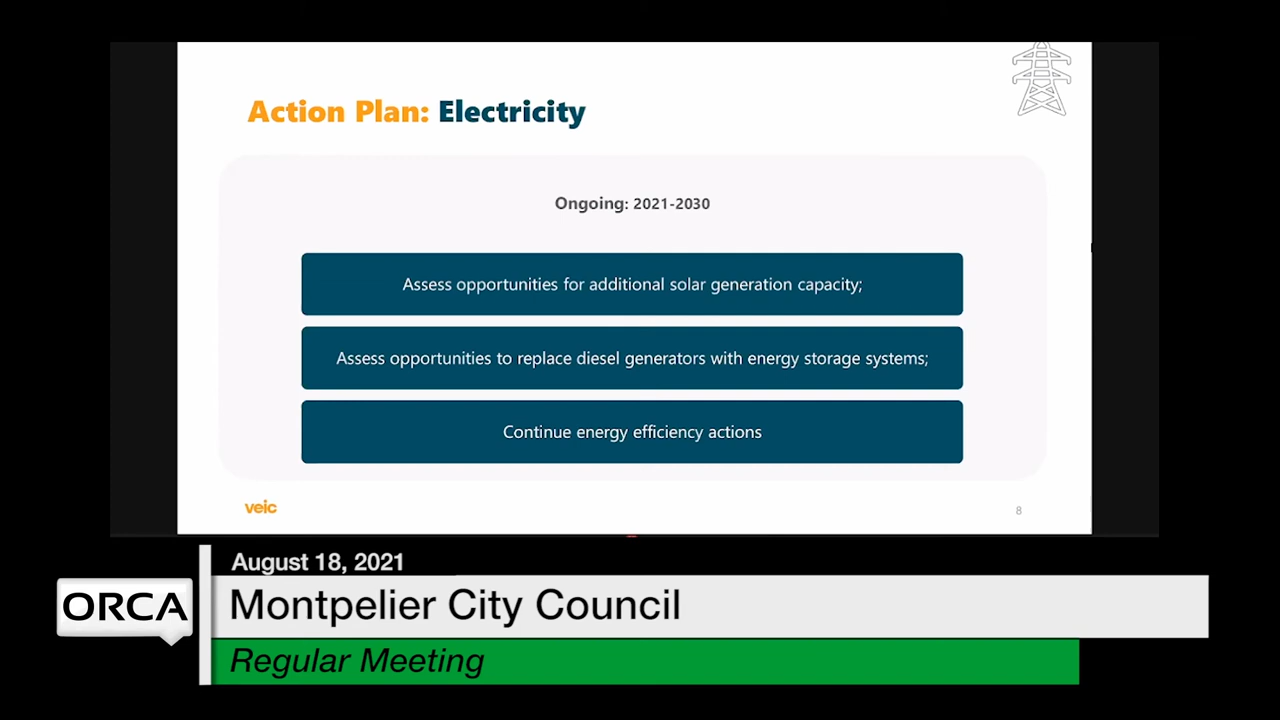 Action Plan: Electricity
Ongoing: 2021-2030
Assess opportunities for additional solar generation capacity;
Assess opportunities to replace diesel generators with energy storage systems;
Continue energy efficiency actions
veic
8
August 18, 2021
ORCA
Montpelier City Council
Regular Meeting